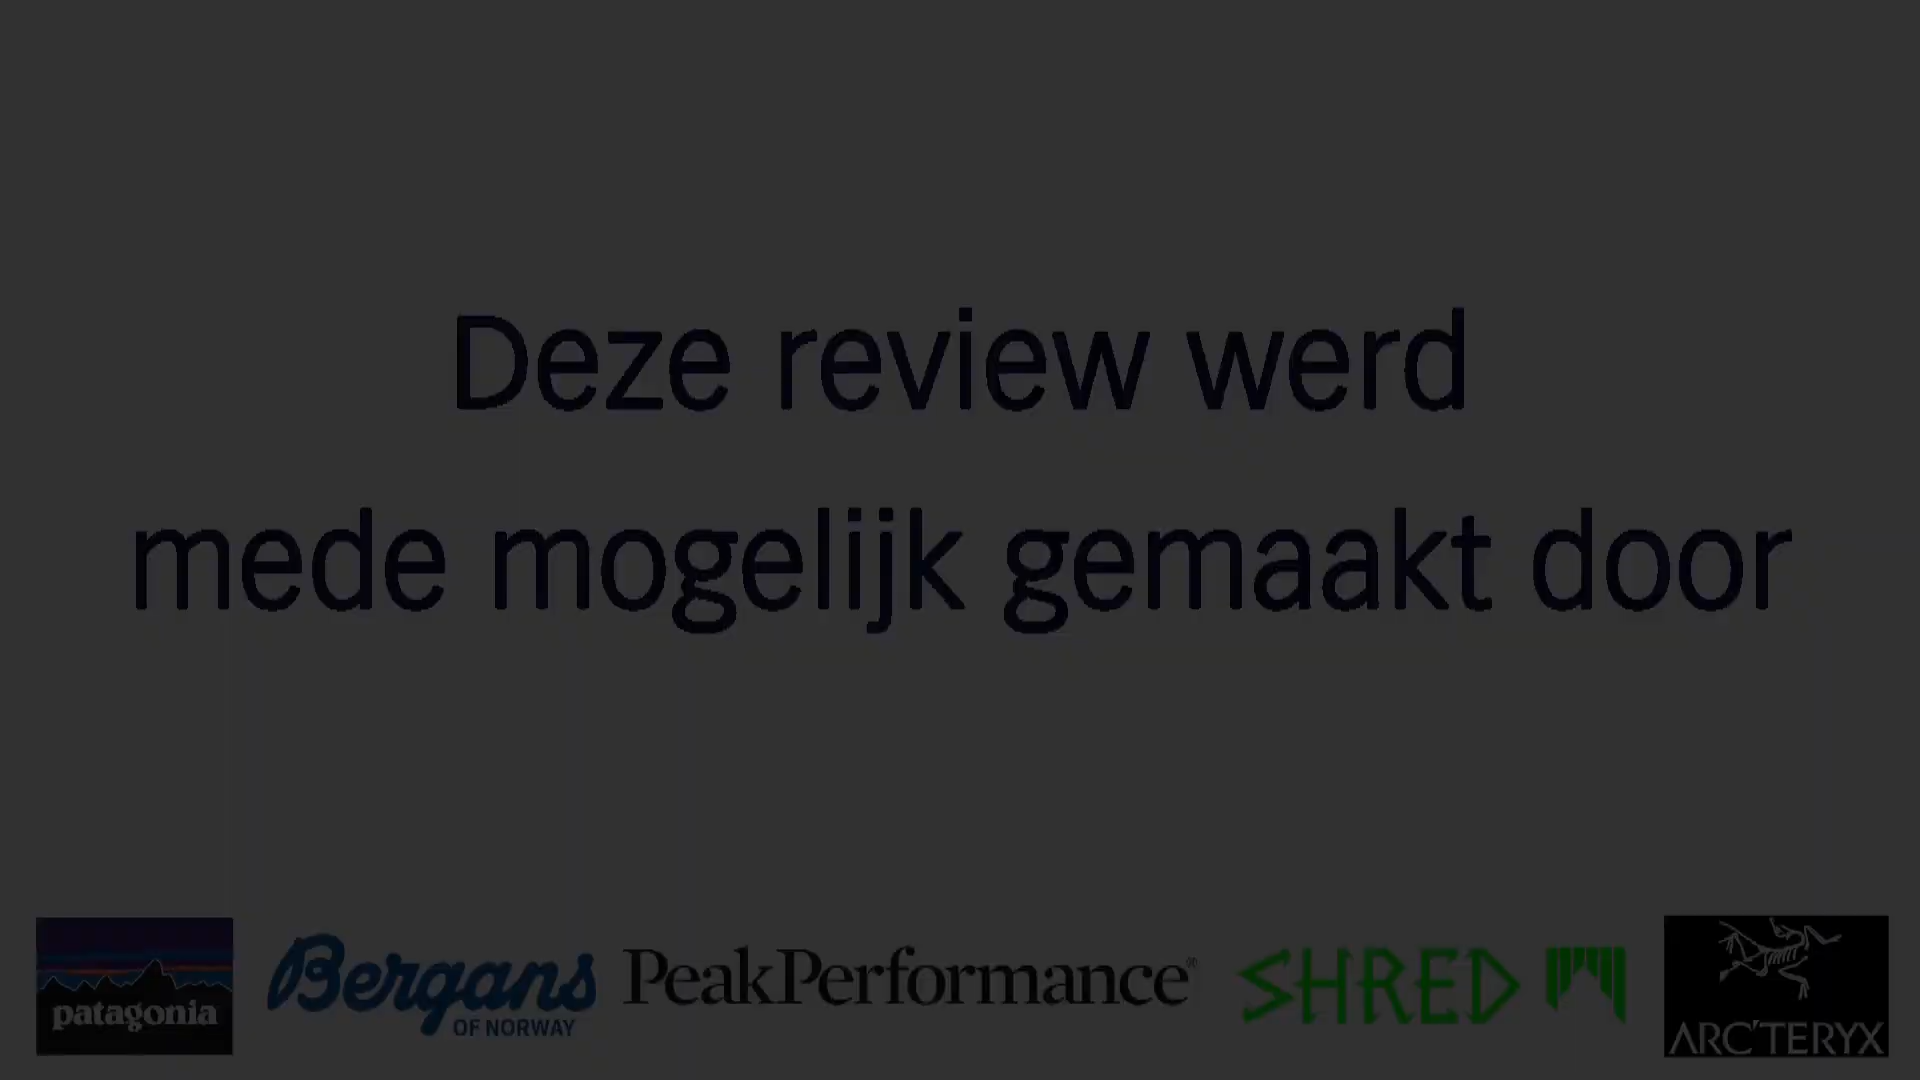 Deze review werd
mede mogelijk gemaakt door
patagonia
Bergans
OF NORWAY
PeakPerformance®
SHRED
ARC'TERYX